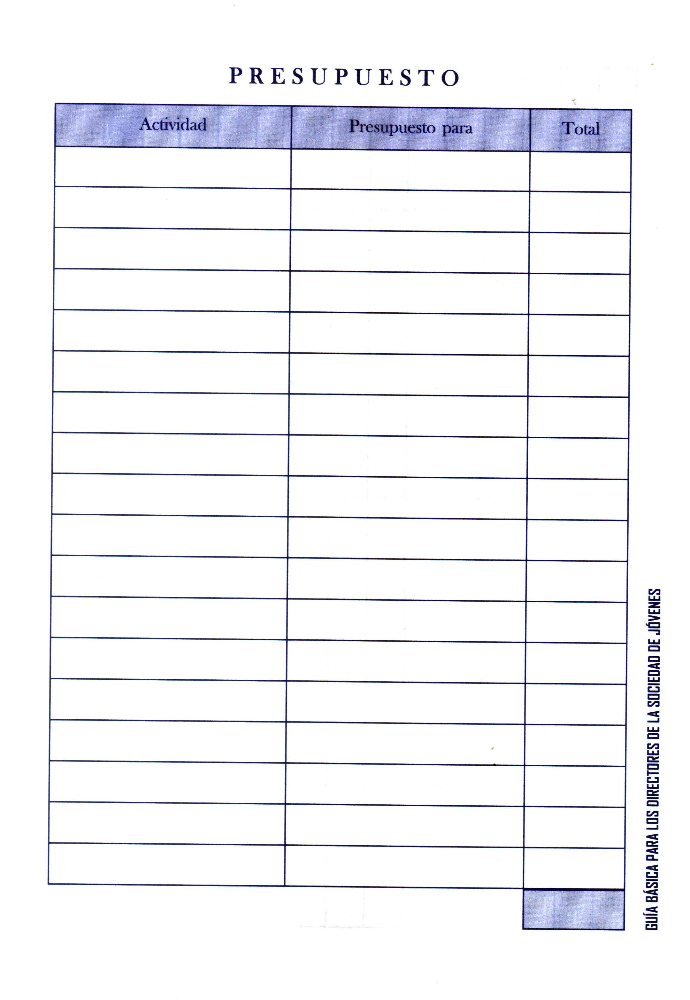 PRESUPUESTO
Actividad
Presupuesto para
Total
GUÍA BÁSICA PARA LOS DIRECTORES DE LA SOCIEDAD DE JÓVENES